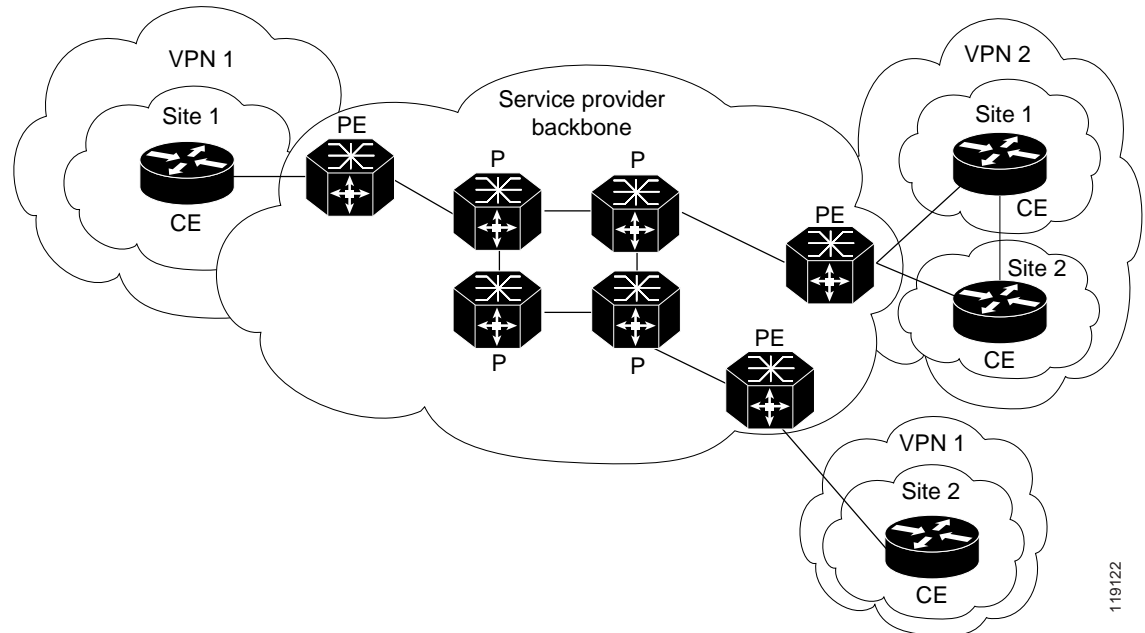 VPN 1
Site 1
CE
PE
Service provider
backbone
P
P
P
P
PE
PE
VPN 2
Site 1
CE
Site 2
CE
VPN 1
Site 2
CE
119122